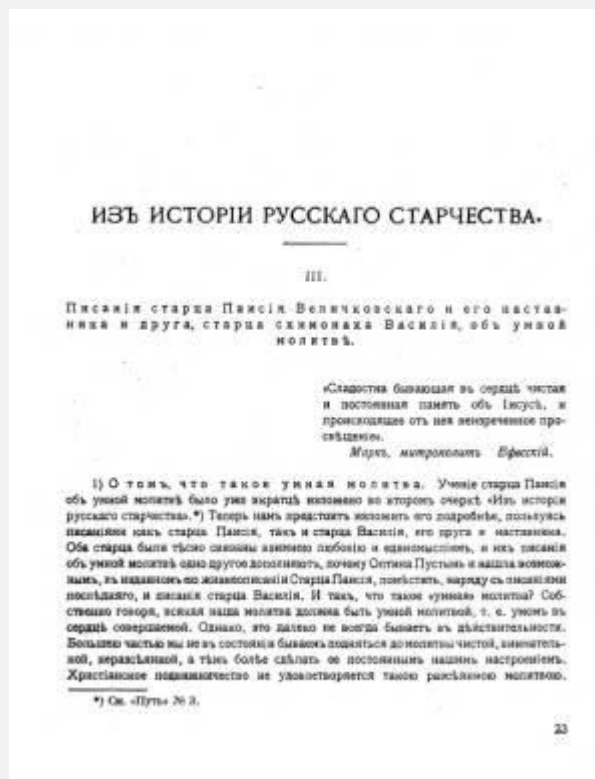 ИЗЪ ИСТОРІИ РУССКАГО СТАРЧЕСТВА.
III.
Писанія старца Паисія Величковскаго и его настав-
ника и друга, старца схимонаха Василія, объ умной
молитвѣ.
«Сладостна бывающая въ сердцѣ чистая
и постоянная память объ Іисусѣ, и
происходящее отъ нея неизреченное про-
свѣщеніе».
Маркъ, митрополитъ Ефесскій.
1) О томъ, что такое умная молитва. Ученіе старца Паисія
объ умной молитвѣ было уже вкратцѣ изложено во второмъ очеркѣ «Изъ исторіи
русскаго старчества».*) Теперь намъ предстоитъ изложить его подробнѣе, пользуясь
писаніями какъ старца Паисія, такъ и старца Василія, его друга и наставника.
Оба старца были тѣсно связаны взаимною любовію и единомысліемъ, и ихъ писанія
объ умной молитвѣ одно другое дополняютъ, почему Оптина Пустынь и нашла возмож-
нымъ, въ изданномъ ею жизнеописаніи Старца Паисія, помѣстить, наряду съ писаніями
послѣдняго, и писанія старца Василія. И такъ, что такое «умная» молитва? Соб-
ственно говоря, всякая наша молитва должна быть умной молитвой, т. е. умомъ въ
сердцѣ совершаемой. Однако, это далеко не всегда бываетъ въ дѣйствительности.
Большею частью мы не въ состояніи бываемъ подняться до молитвы чистой, вниматель-
ной, неразсѣянной, а тѣмъ болѣе сдѣлать ее постояннымъ нашимъ настроеніемъ.
Христіанское подвижничество не удовлетворяется такою разсѣянною молитвою.
*) См. «Путь» № 3.
23